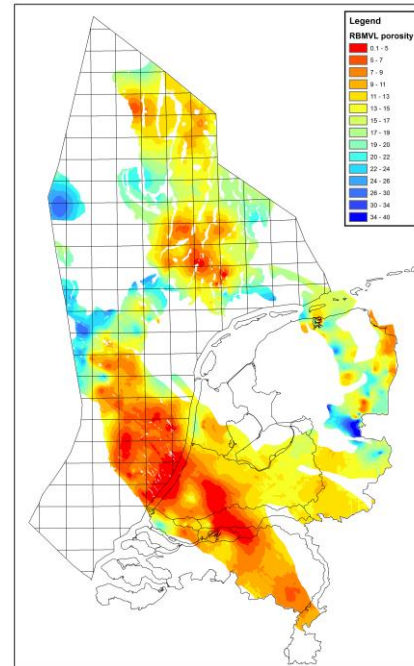 Legend
RBMVL porosity
0.1 - 5
5 - 7
7 - 9
9 - 11
11 - 13
13 - 15
15 - 17
17 - 19
19 - 20
20 - 22
22 - 24
24 - 26
26 - 30
30 - 34
34 - 40